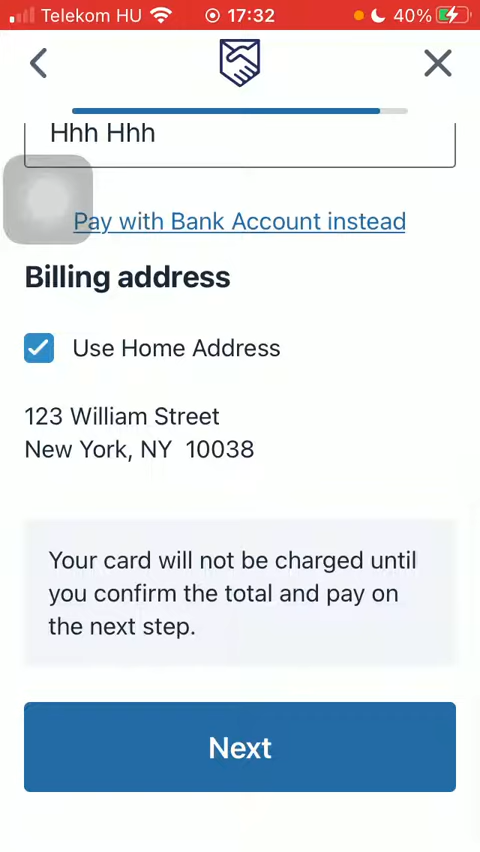 Telekom HU 17:32 40%
Hhh Hhh
Pay with Bank Account instead
Billing address
Use Home Address
123 William Street
New York, NY 10038
Your card will not be charged until
you confirm the total and pay on
the next step.
Next